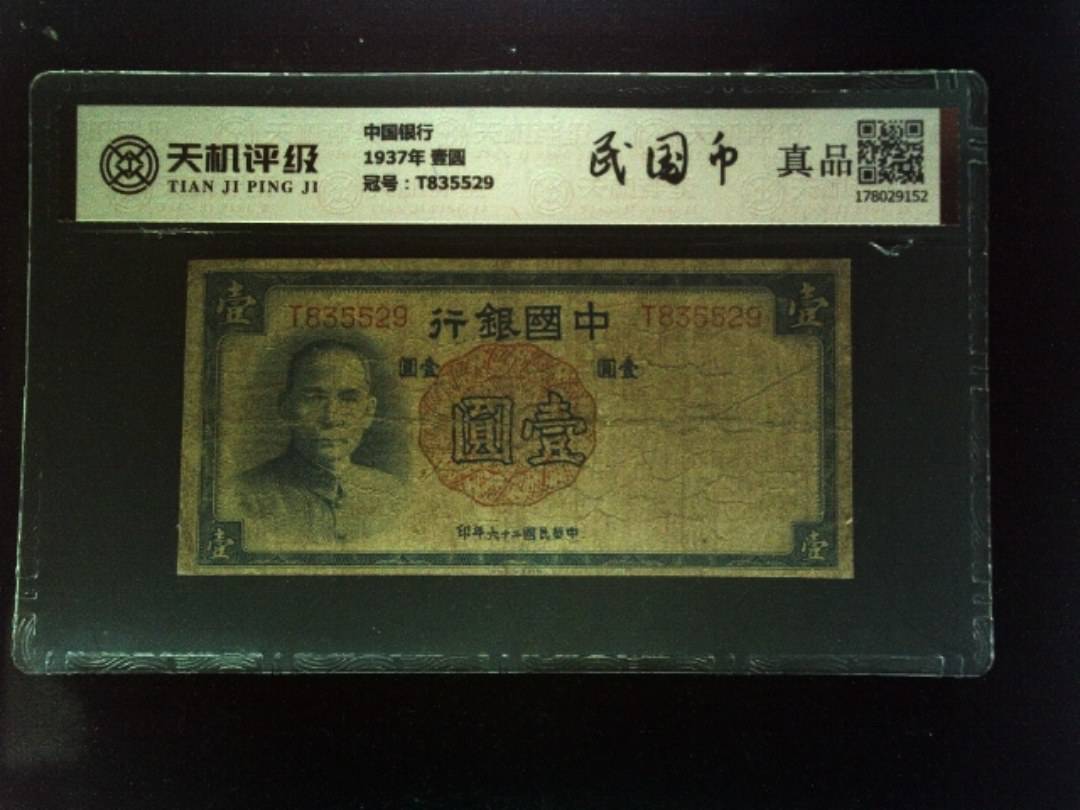 天机评级
TIAN JI PING JI
中国银行
1937年 壹圆
冠号：T835529
民国币
真品
178029152
壹
T835529
行銀國中
T835529
壹
圓壹
圓壹
圓壹
印年六十二國民華中
壹
壹